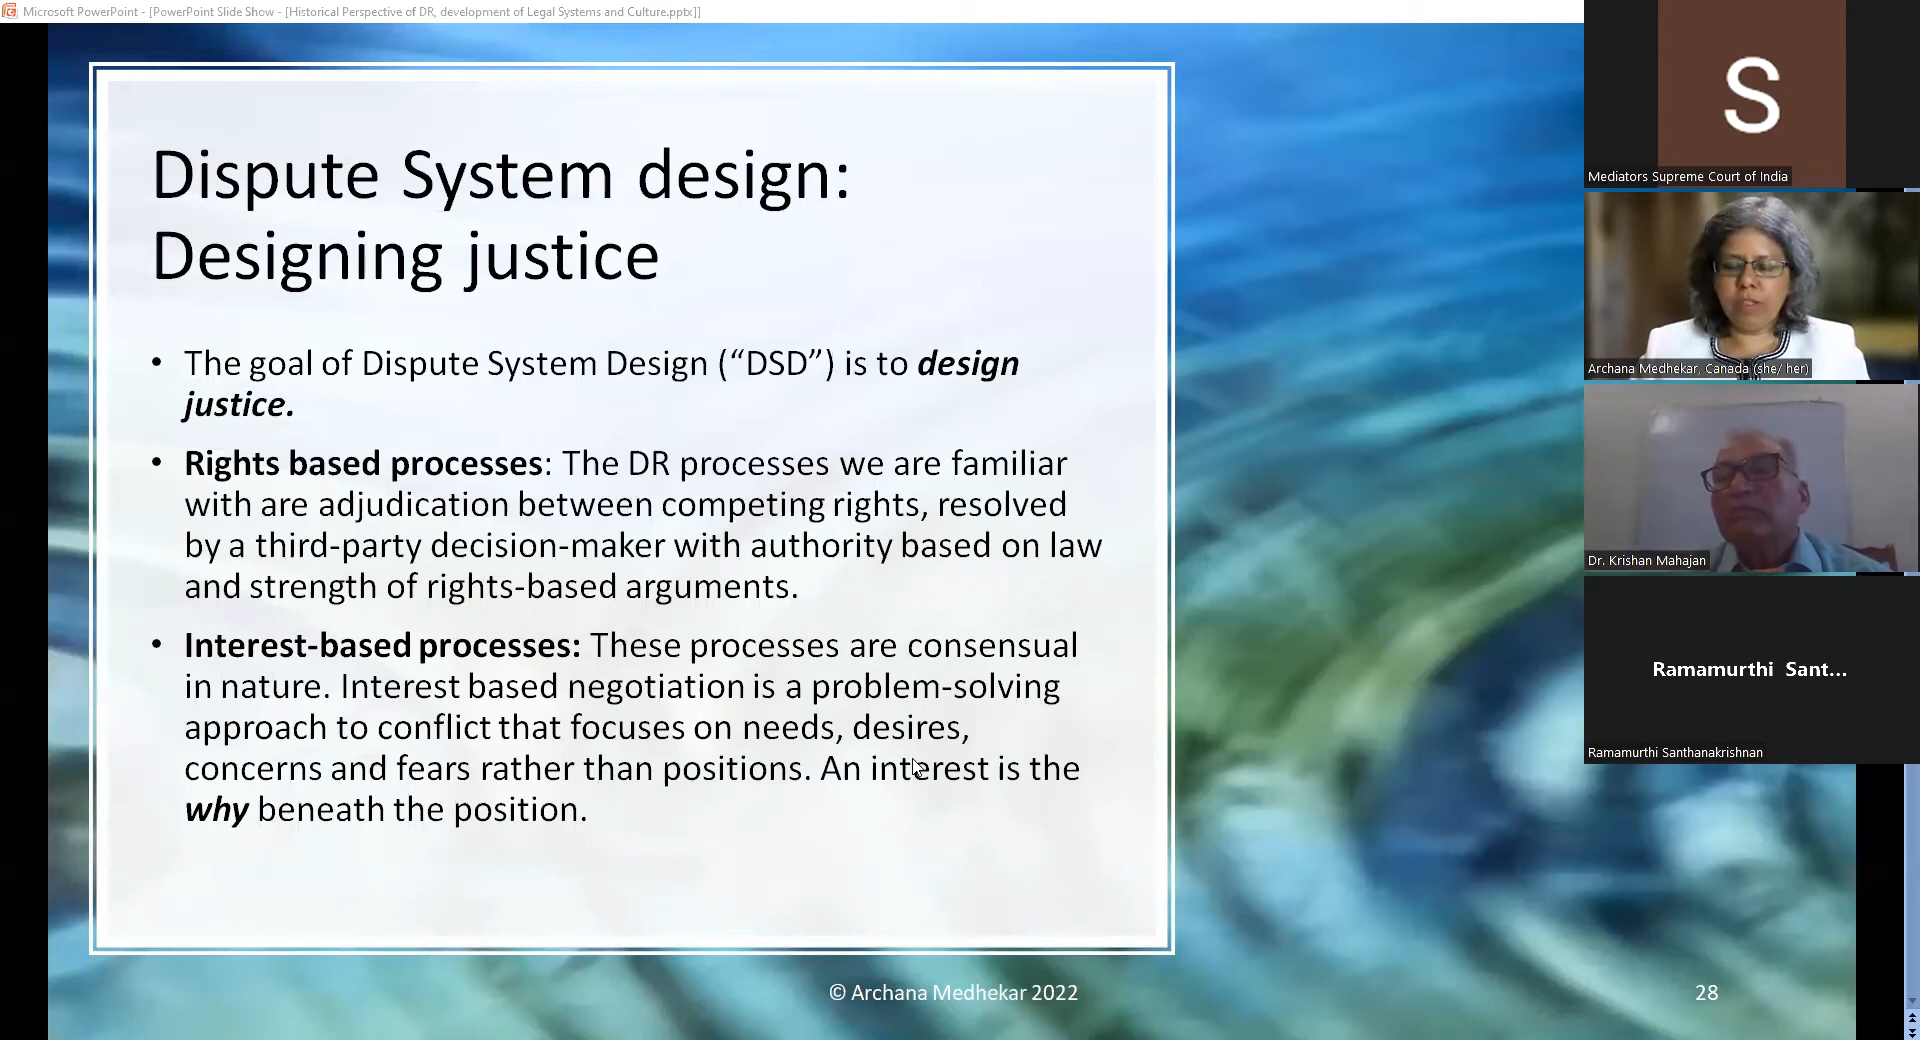 Microsoft PowerPoint - [PowerPoint Slide Show - [Historical Perspective of DR, development of Legal Systems and Culture.pptx]]
Dispute System design:
Designing justice
• The goal of Dispute System Design (“DSD”) is to design
justice.
• Rights based processes: The DR processes we are familiar
with are adjudication between competing rights, resolved
by a third-party decision-maker with authority based on law
and strength of rights-based arguments.
• Interest-based processes: These processes are consensual
in nature. Interest based negotiation is a problem-solving
approach to conflict that focuses on needs, desires,
concerns and fears rather than positions. An interest is the
why beneath the position.
© Archana Medhekar 2022
28
S
Mediators Supreme Court of India
Archana Medhekar, Canada (she/ her)
Dr. Krishan Mahajan
Ramamurthi Sant...
Ramamurthi Santhanakrishnan